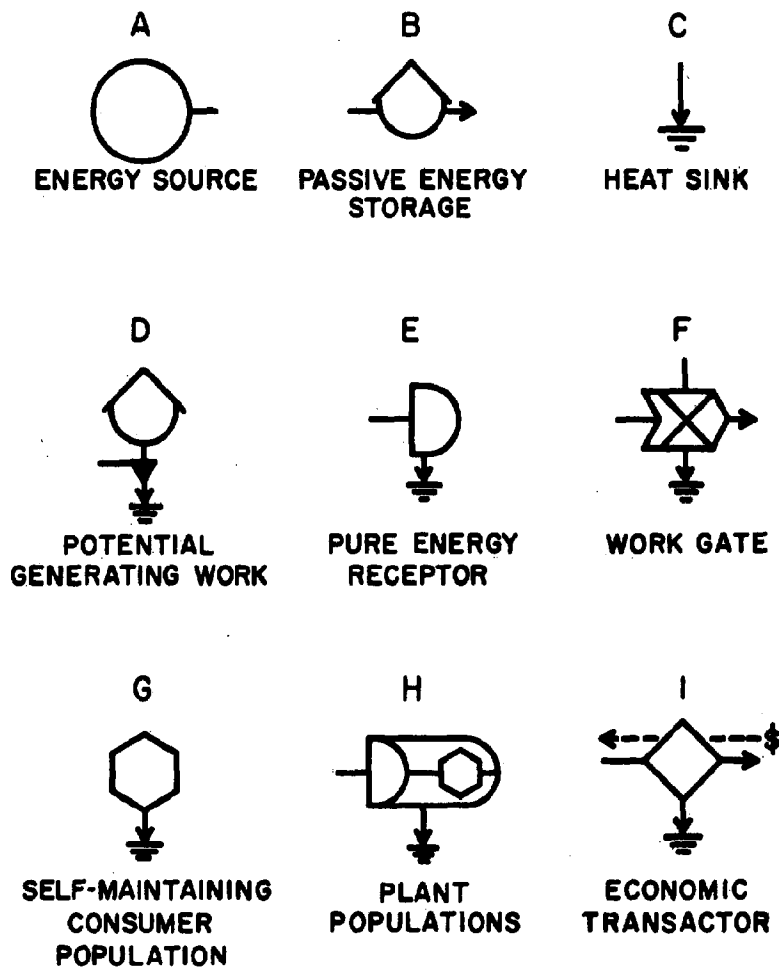 A
B
C
ENERGY SOURCE
PASSIVE ENERGY
STORAGE
HEAT SINK
D
E
F
POTENTIAL
GENERATING WORK
PURE ENERGY
RECEPTOR
WORK GATE
G
H
I
$
SELF-MAINTAINING
CONSUMER
POPULATION
PLANT
POPULATIONS
ECONOMIC
TRANSACTOR